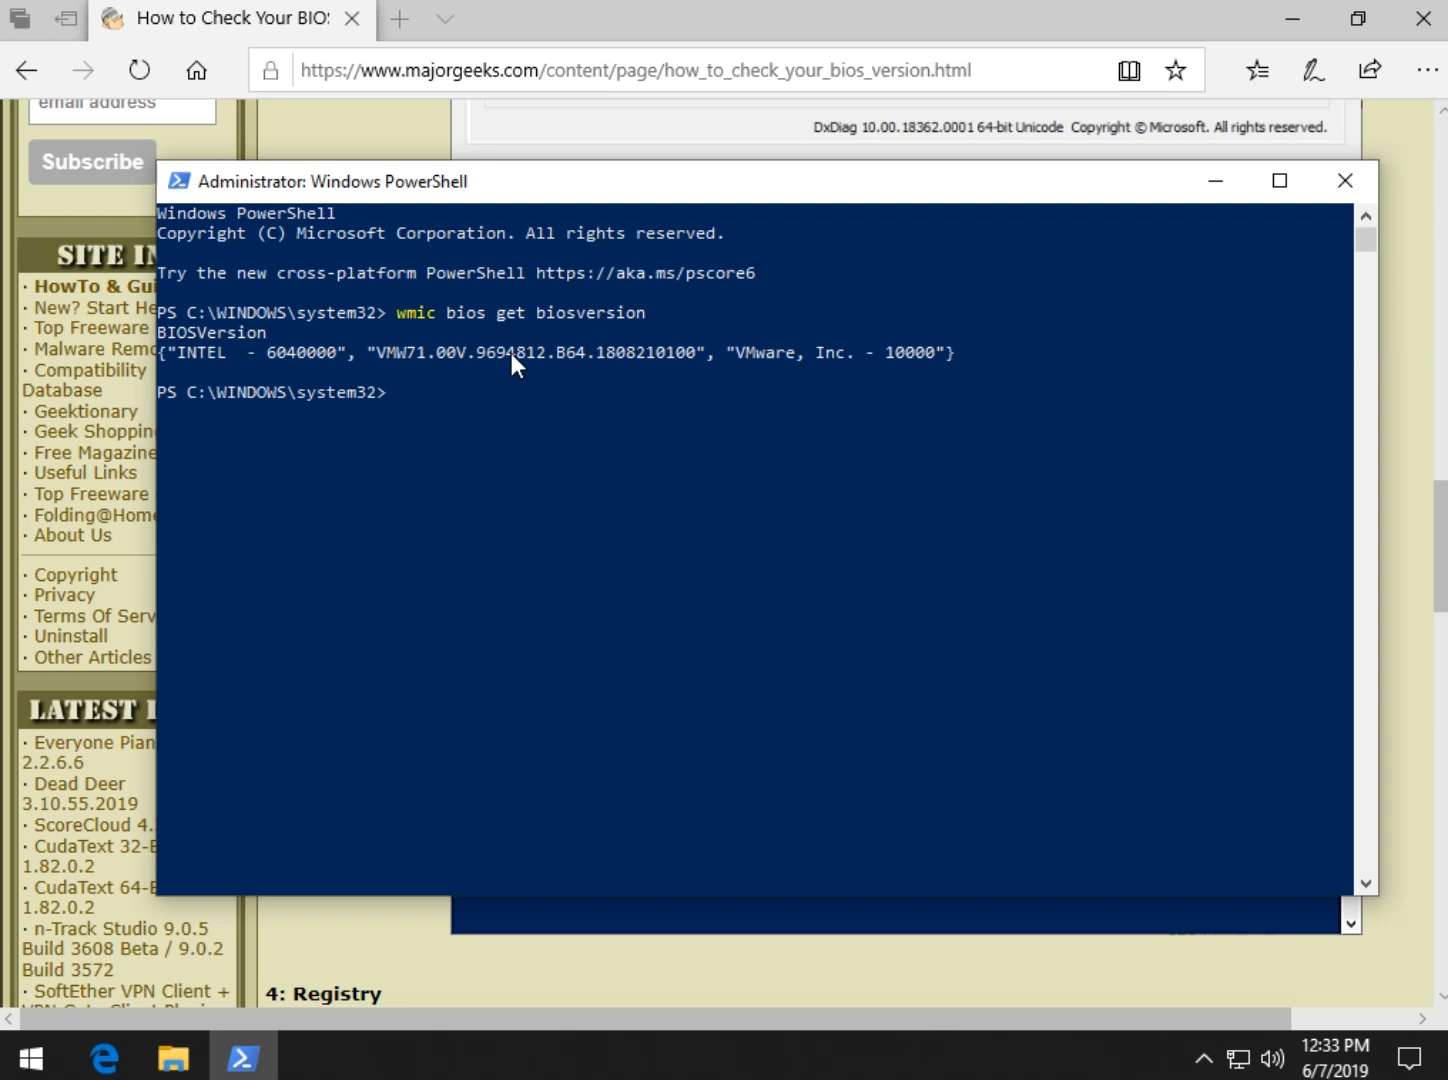 How to Check Your BIO
https://www.majorgeeks.com/content/page/how_to_check_your_bios_version.html
email address
Subscribe
DxDiag 10.00.18362.0001 64-bit Unicode Copyright © Microsoft. All rights reserved.
Administrator: Windows PowerShell
Windows PowerShell
Copyright (C) Microsoft Corporation. All rights reserved.
Try the new cross-platform PowerShell https://aka.ms/pscore6
PS C:\WINDOWS\system32> wmic bios get biosversion
BIOSVersion
{"INTEL  - 6040000", "VMW71.00V.9694812.B64.1808210100", "VMware, Inc. - 10000"}
PS C:\WINDOWS\system32>
SITE IN
· HowTo & Gui
· New? Start He
· Top Freeware
· Malware Remo
· Compatibility
Database
· Geektionary
· Geek Shoppin
· Free Magazine
· Useful Links
· Top Freeware
· Folding@Home
· About Us
· Copyright
· Privacy
· Terms Of Serv
· Uninstall
· Other Articles
LATEST
· Everyone Pian
2.2.6.6
· Dead Deer
3.10.55.2019
· ScoreCloud 4.
· CudaText 32-B
1.82.0.2
· CudaText 64-B
1.82.0.2
· n-Track Studio 9.0.5
Build 3608 Beta / 9.0.2
Build 3572
· SoftEther VPN Client +
4: Registry
12:33 PM
6/7/2019